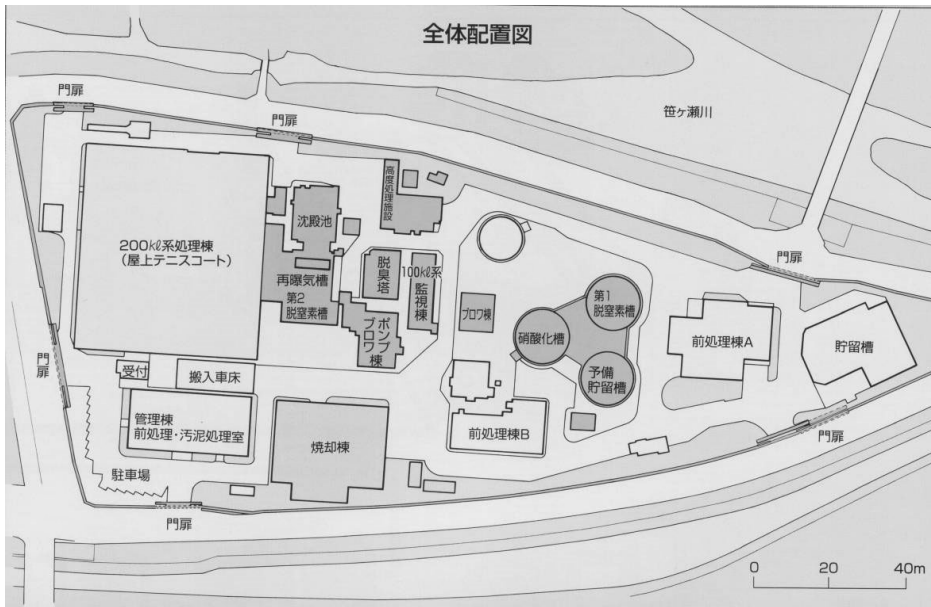 全体配置図
笹ヶ瀬川
門扉
門扉
門扉
門扉
門扉
門扉
200㎘系処理棟
(屋上テニスコート)
沈殿池
再曝気槽
第2
脱窒素槽
高度処理施設
脱臭塔
100㎘系
監視棟
ポンプ
ブロワ棟
ブロワ棟
第1
脱窒素槽
硝酸化槽
予備
貯留槽
前処理棟A
貯留槽
受付
搬入車床
管理棟
前処理・汚泥処理室
焼却棟
前処理棟B
駐車場
0 20 40m